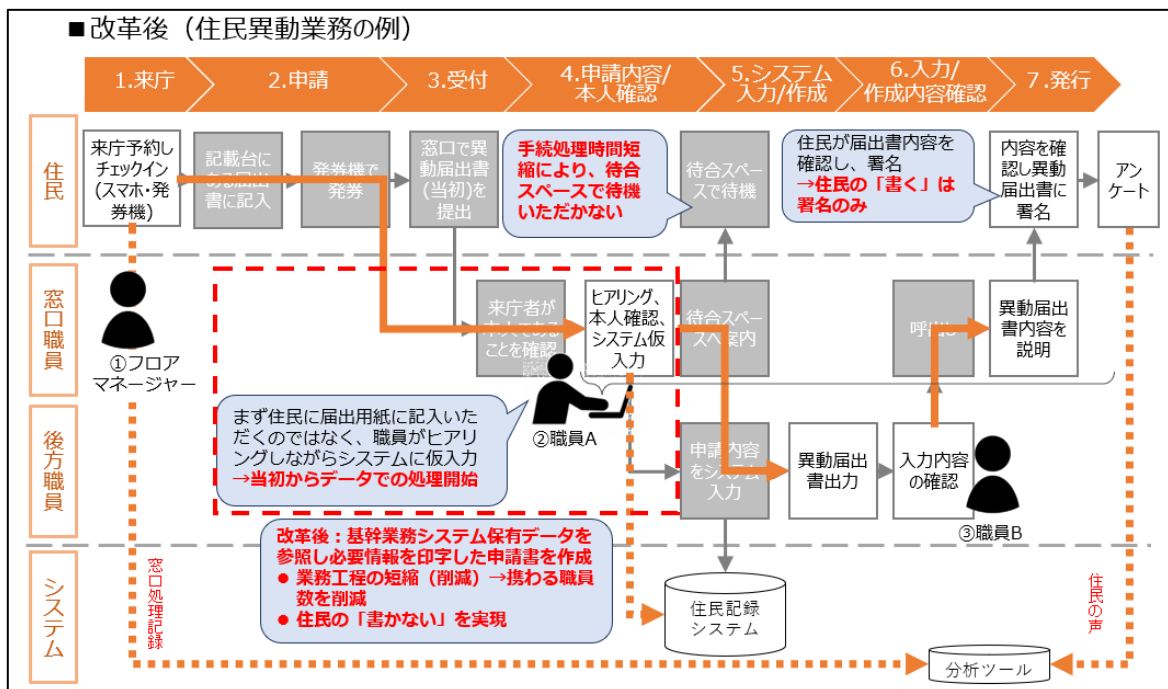 ■改革後（住民異動業務の例）
1.来庁
2.申請
3.受付
4.申請内容/
本人確認
5.システム
入力/作成
6.入力/
作成内容確認
7.発行
住民
来庁予約し
チェックイン
(スマホ・発
券機)
記載台に
ある届出
書に記入
発券機で
発券
窓口で異
動届出書
(当初)を
提出
手続処理時間短
縮により、待合
スペースで待機
いただかない
待合スペー
スで待機
住民が届出書内容を
確認し、署名
→住民の「書く」は
署名のみ
内容を確
認し異動
届出書に
署名
アン
ケート
窓口職員
①フロア
マネージャー
来庁者が
本人である
ことを確認
ヒアリング、
本人確認、
システム仮
入力
待合スペー
スへ案内
呼出し
異動届出
書内容を
説明
まず住民に届出用紙に記入いた
だくのではなく、職員がヒアリ
ングしながらシステムに仮入力
→当初からデータでの処理開始
②職員A
後方職員
申請内容
をシステム
入力
異動届出
書出力
入力内容
の確認
③職員B
改革後：基幹業務システム保有データを
参照し必要情報を印字した申請書を作成
● 業務工程の短縮（削減）→携わる職員
数を削減
● 住民の「書かない」を実現
システム
窓口処理記録
住民記録
システム
住民の声
分析ツール